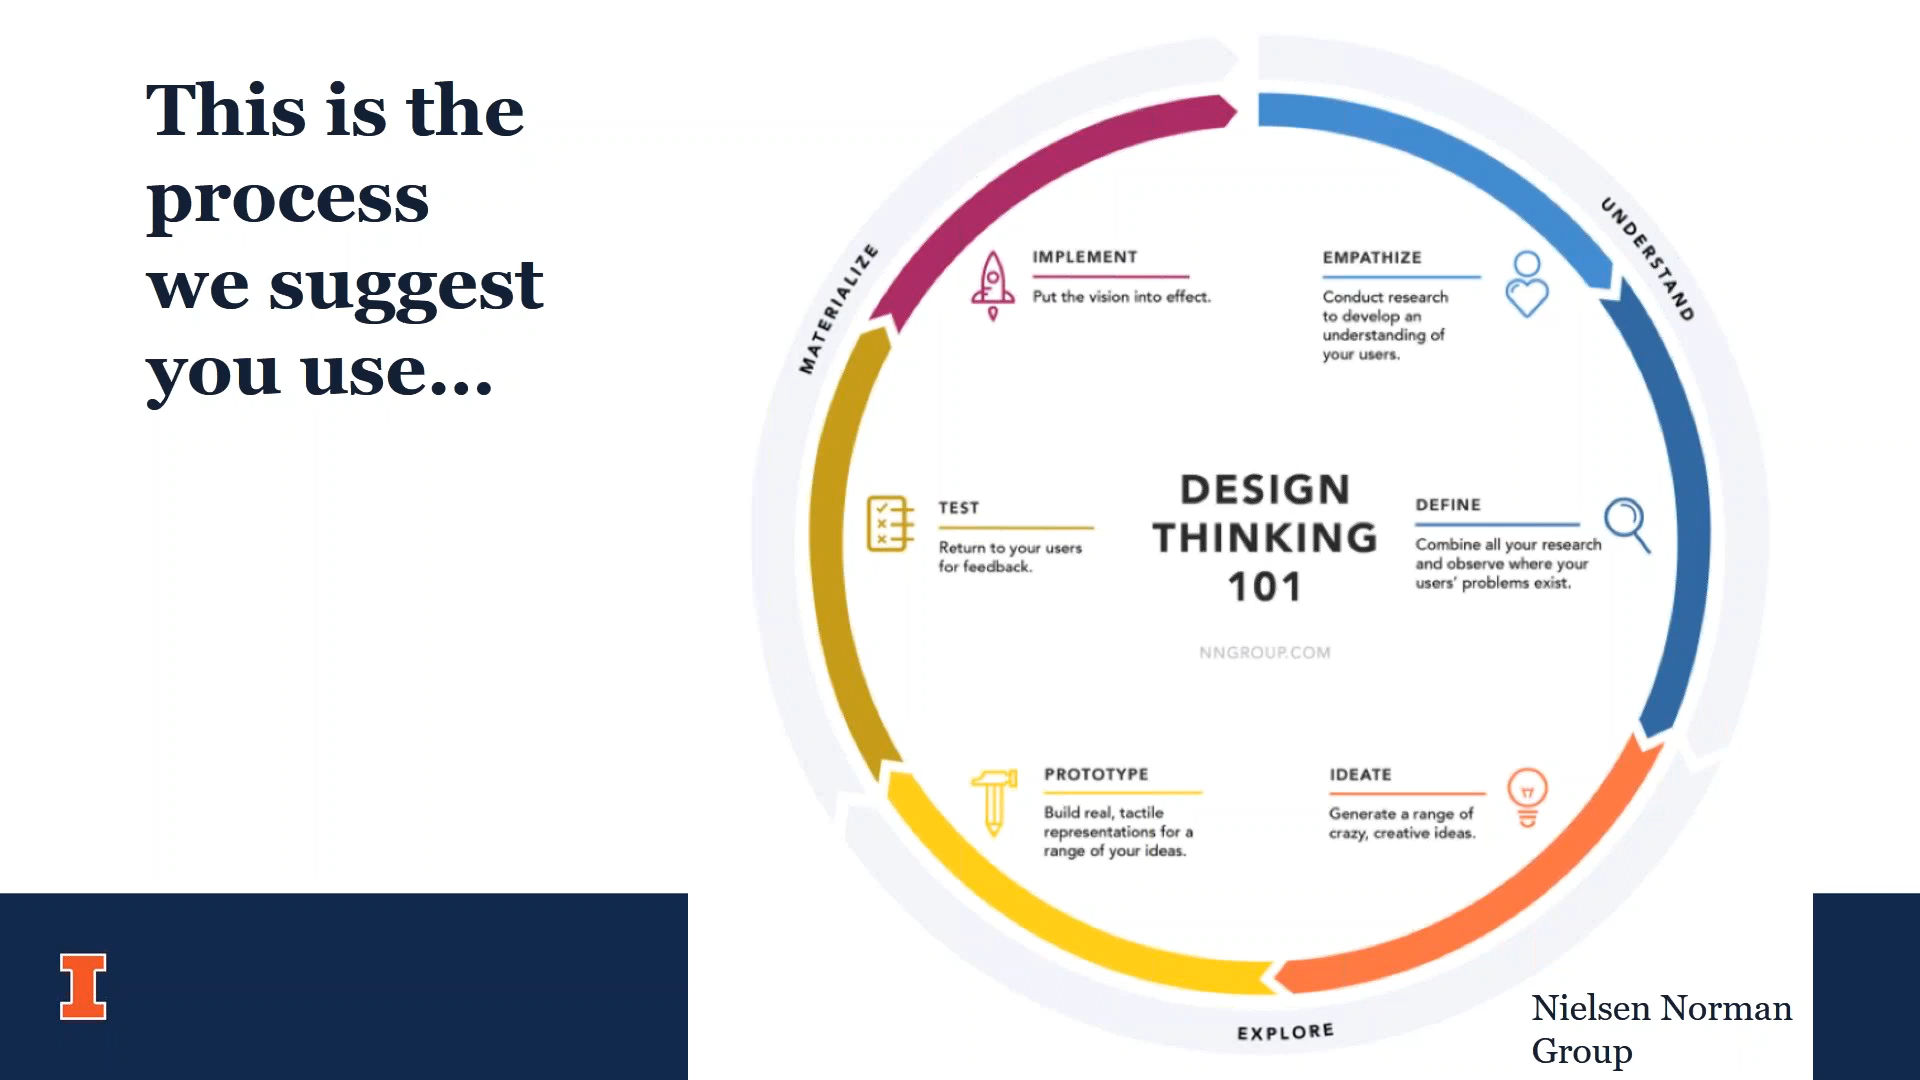 This is the
process
we suggest
you use...
UNDERSTAND
EMPATHIZE
Conduct research
to develop an
understanding of
your users.
DEFINE
Combine all your research
and observe where your
users' problems exist.
EXPLORE
IDEATE
Generate a range of
crazy, creative ideas.
PROTOTYPE
Build real, tactile
representations for a
range of your ideas.
MATERIALIZE
TEST
Return to your users
for feedback.
IMPLEMENT
Put the vision into effect.
DESIGN
THINKING
101
NNGROUP.COM
I
Nielsen Norman
Group